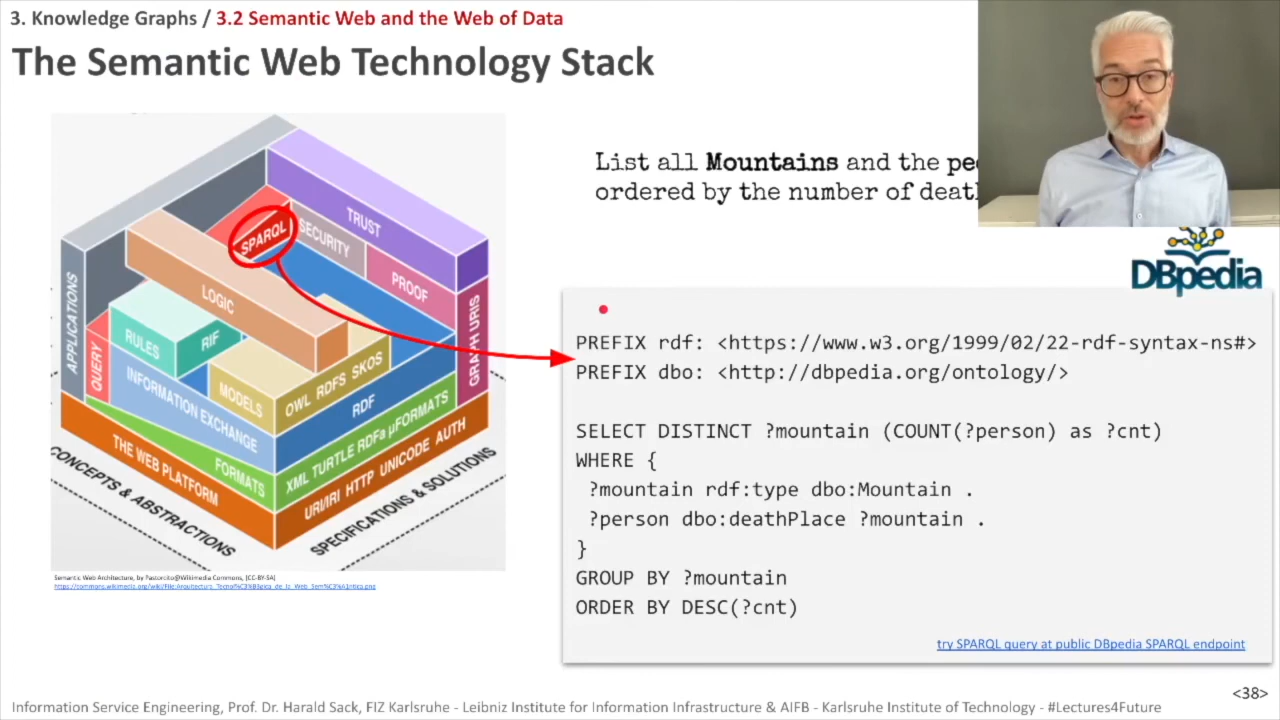 3. Knowledge Graphs / 3.2 Semantic Web and the Web of Data
The Semantic Web Technology Stack
TRUST
SPARQL
SECURITY
PROOF
LOGIC
APPLICATIONS
RULES
RIF
QUERY
GRAPH URIS
MODELS
OWL RDFS SKOS
INFORMATION EXCHANGE
RDF
FORMATS
XML TURTLE RDFa µFORMATS
THE WEB PLATFORM
URI/IRI HTTP UNICODE AUTH
CONCEPTS & ABSTRACTIONS
SPECIFICATIONS & SOLUTIONS
Semantic Web Architecture, by Pastorcito@Wikimedia Commons, [CC-BY-SA]
List all Mountains and the
ordered by the number of
DBpedia
PREFIX rdf: <https://www.w3.org/1999/02/22-rdf-syntax-ns#>
PREFIX dbo: <http://dbpedia.org/ontology/>
SELECT DISTINCT ?mountain (COUNT(?person) as ?cnt)
WHERE {
?mountain rdf:type dbo:Mountain .
?person dbo:deathPlace ?mountain .
}
GROUP BY ?mountain
ORDER BY DESC(?cnt)
try SPARQL query at public DBpedia SPARQL endpoint
<38>
Information Service Engineering, Prof. Dr. Harald Sack, FIZ Karlsruhe - Leibniz Institute for Information Infrastructure & AIFB - Karlsruhe Institute of Technology - #Lectures4Future